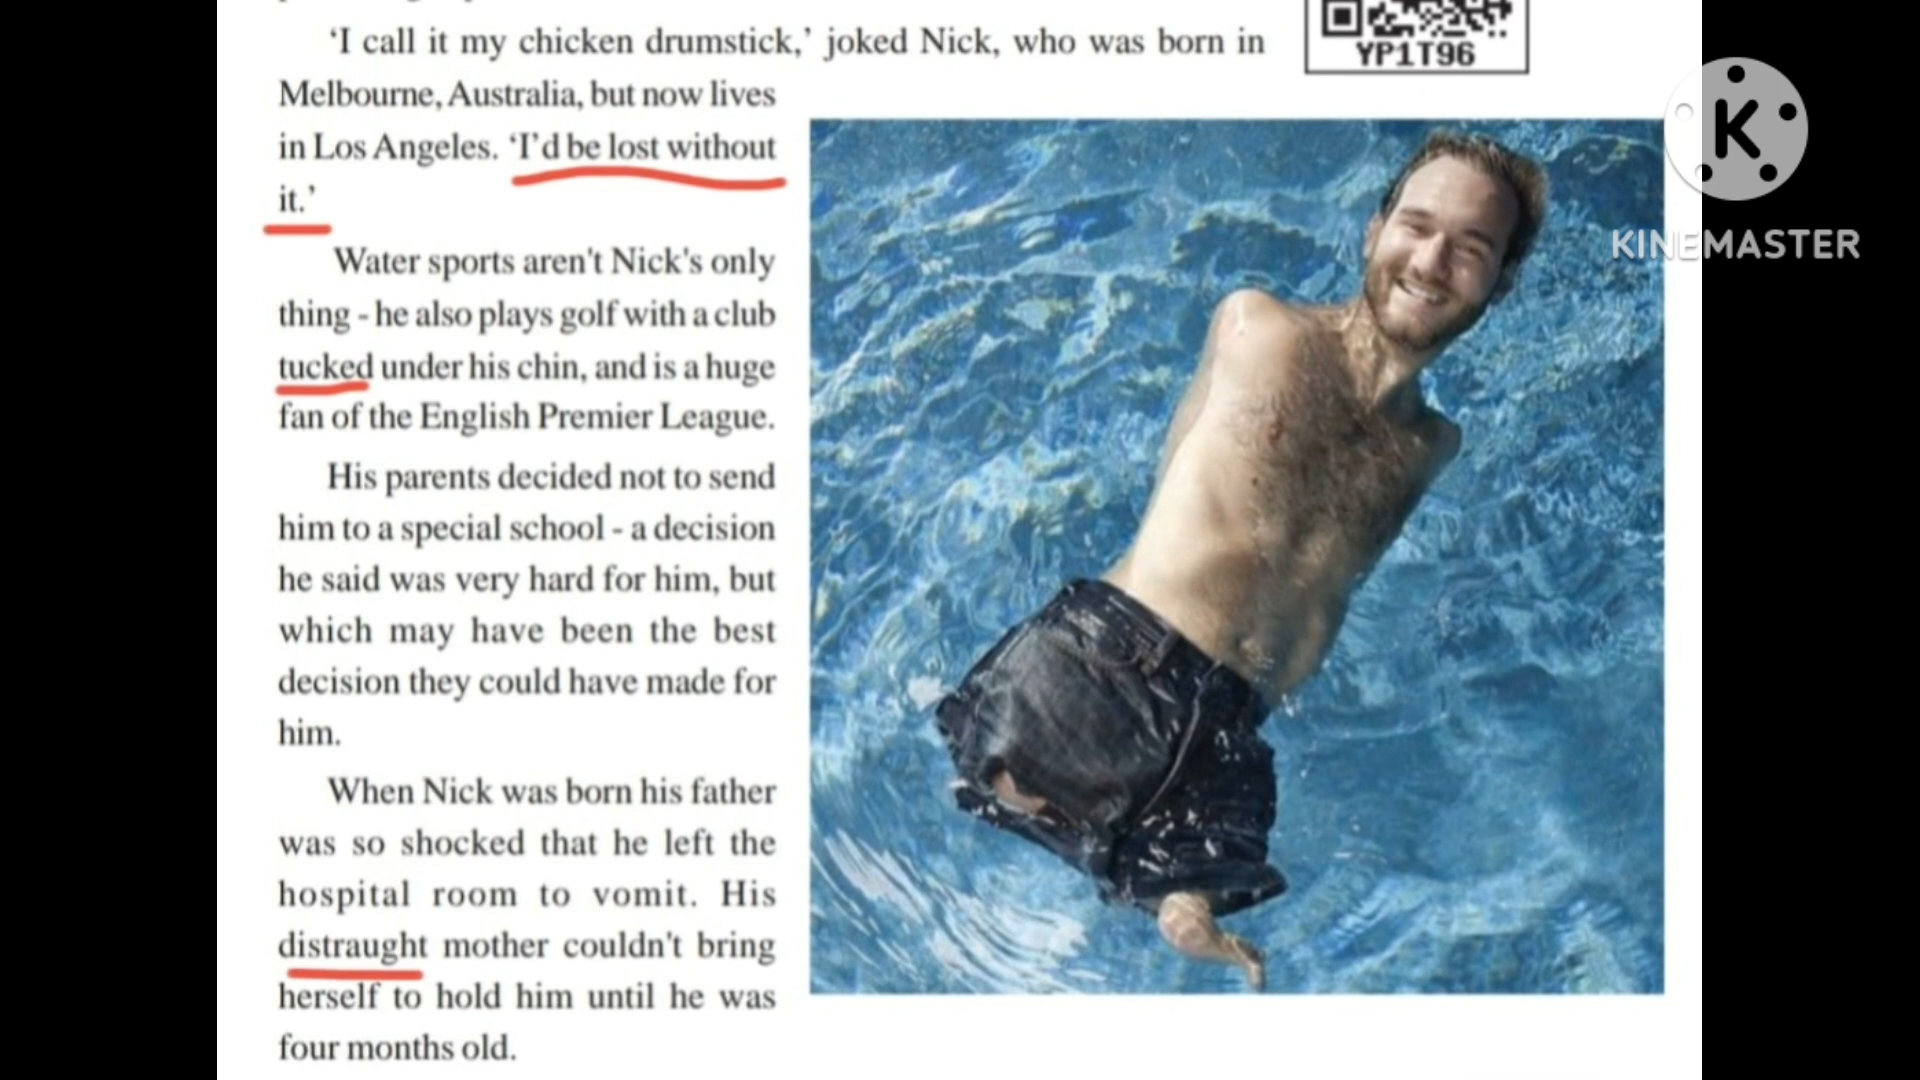 'I call it my chicken drumstick,' joked Nick, who was born in
Melbourne, Australia, but now lives
in Los Angeles. 'I'd be lost without
it.'
Water sports aren't Nick's only
thing - he also plays golf with a club
tucked under his chin, and is a huge
fan of the English Premier League.
His parents decided not to send
him to a special school - a decision
he said was very hard for him, but
which may have been the best
decision they could have made for
him.
When Nick was born his father
was so shocked that he left the
hospital room to vomit. His
distraught mother couldn't bring
herself to hold him until he was
four months old.
YP1T96
K
KINEMASTER